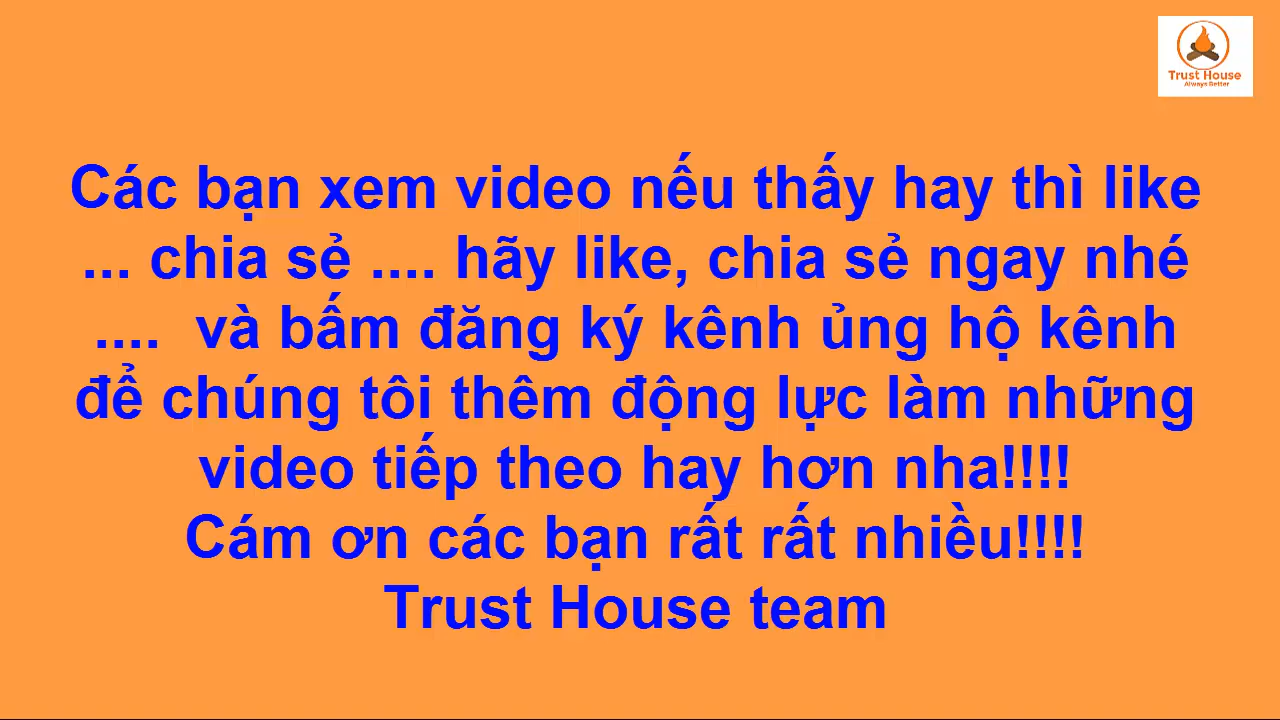 Trust House
Always Better
Các bạn xem video nếu thấy hay thì like
... chia sẻ .... hãy like, chia sẻ ngay nhé
.... và bấm đăng ký kênh ủng hộ kênh
để chúng tôi thêm động lực làm những
video tiếp theo hay hơn nha!!!!
Cám ơn các bạn rất rất nhiều!!!!
Trust House team